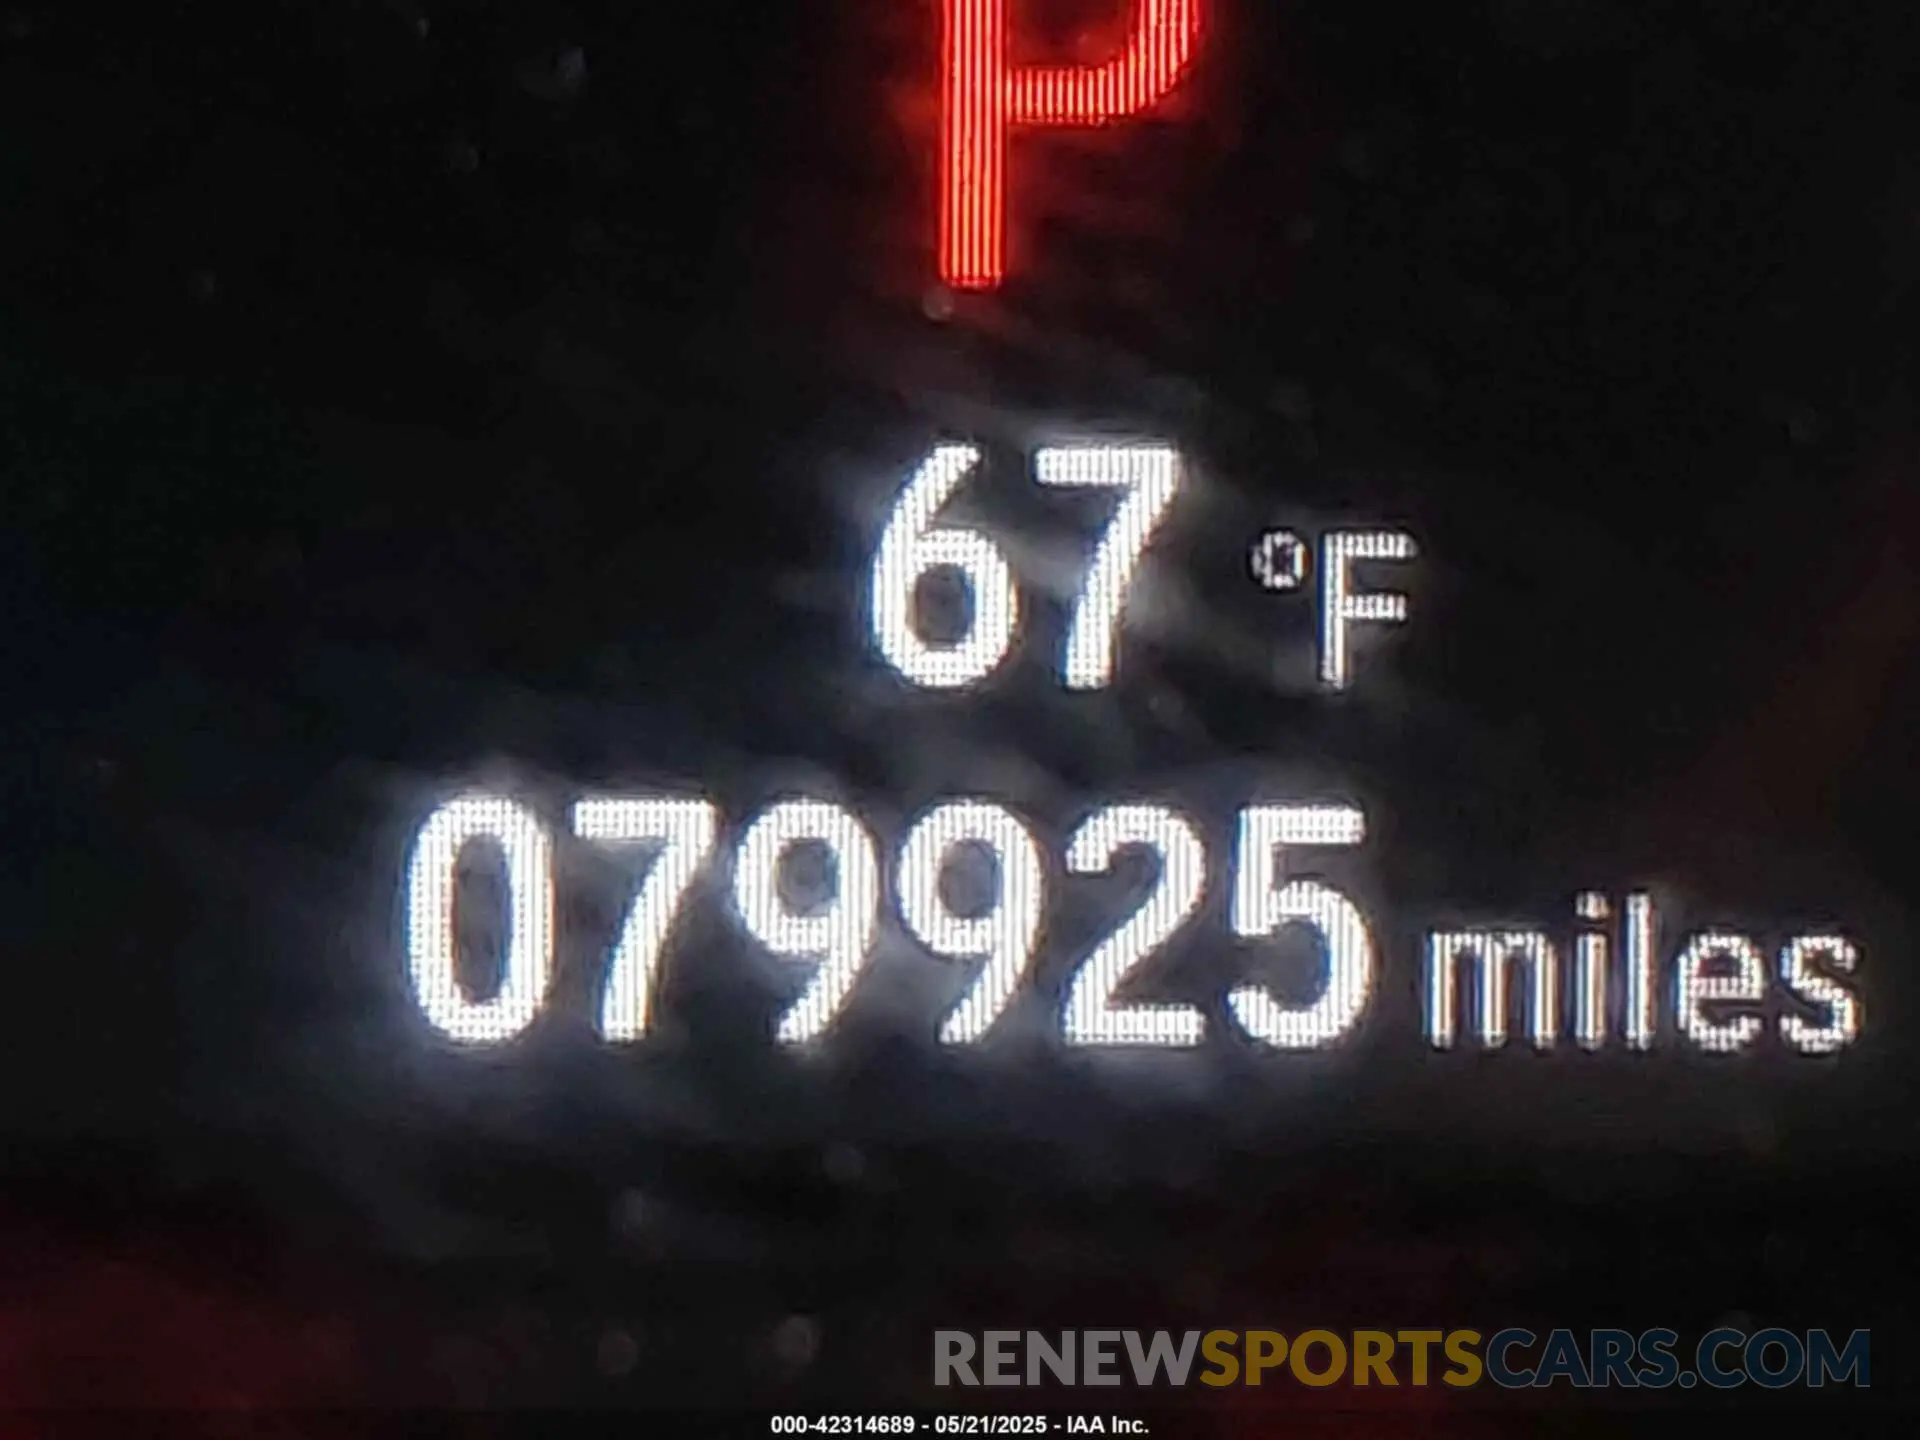 P
67 °F
079925 miles
RENEWSPORTSCARS.COM
000-42314689 - 05/21/2025 - IAA Inc.